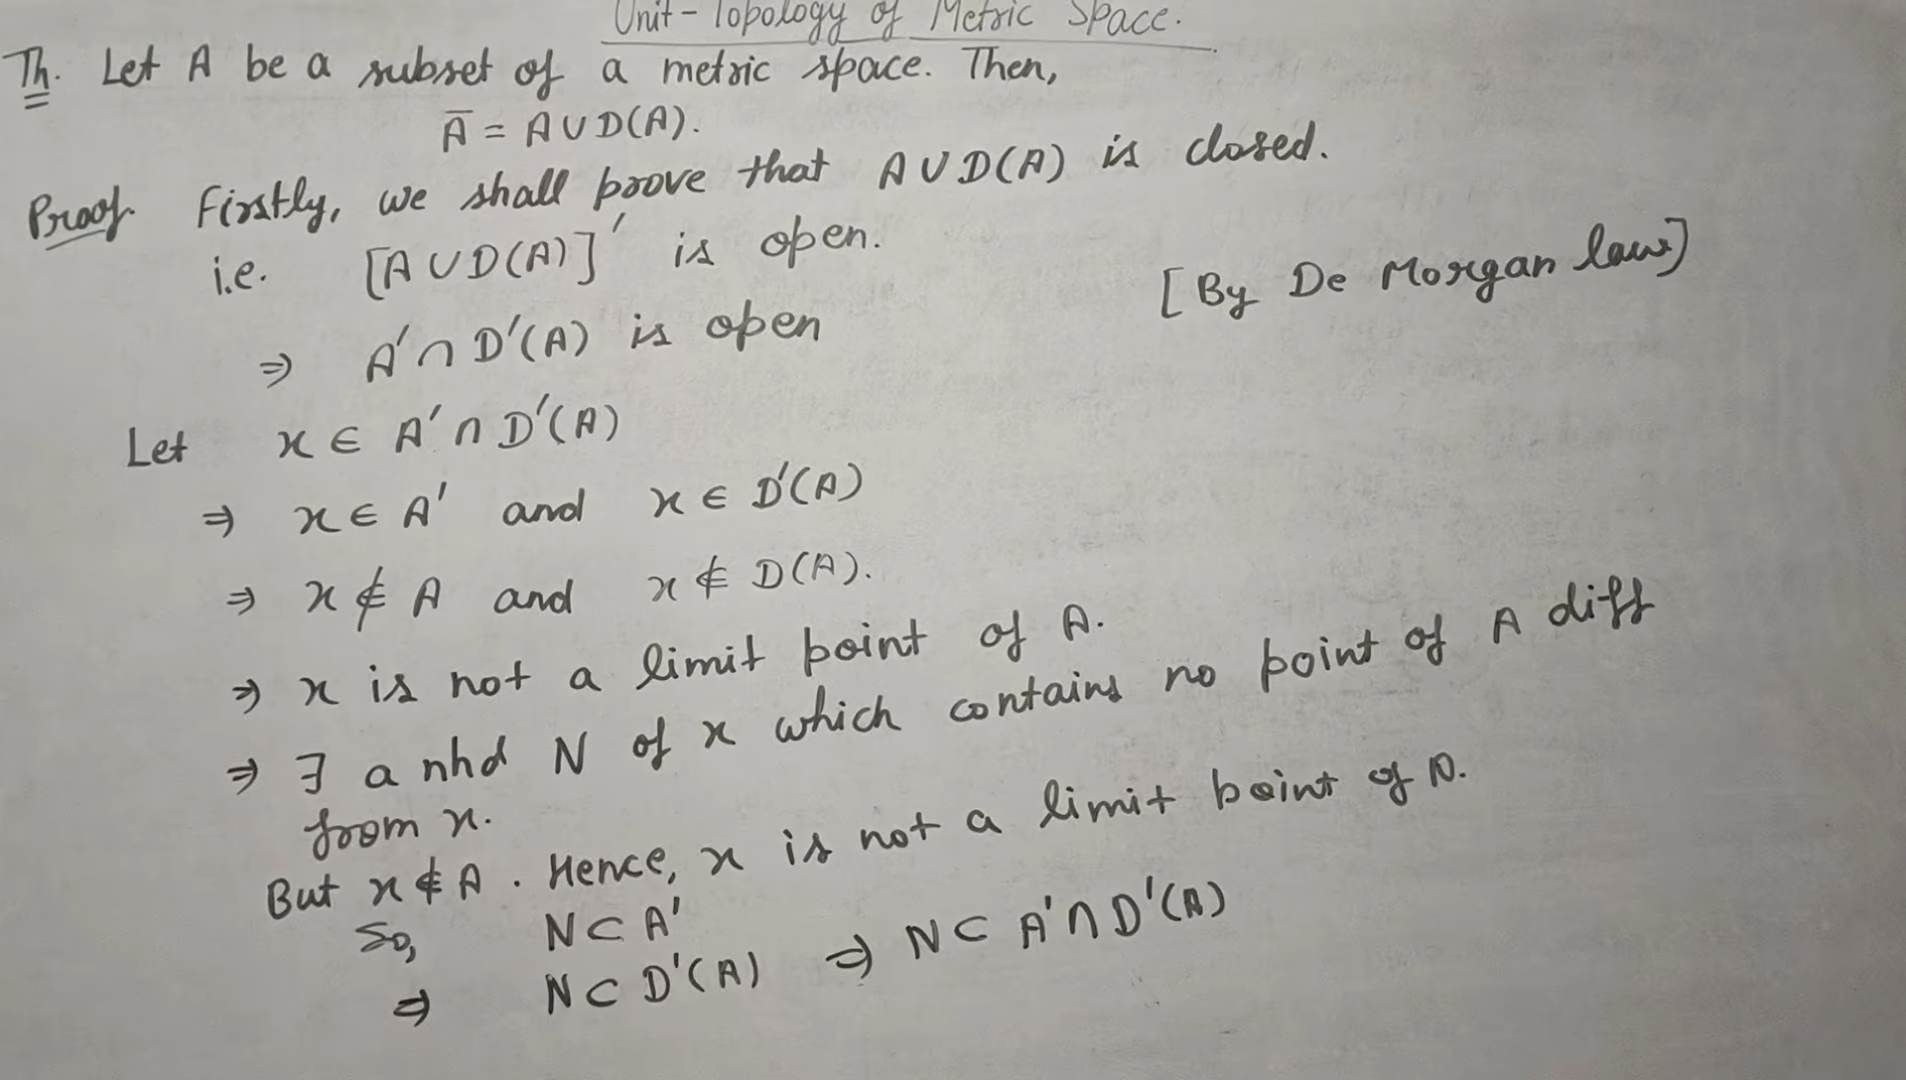 Unit - Topology of Metric Space.
Th. Let A be a subset of a metric space. Then,
Ā = A ∪ D(A).
Proof. Firstly, we shall prove that A ∪ D(A) is closed.
i.e. [A ∪ D(A)]' is open.
⇒ A' ∩ D'(A) is open [By De Morgan law]
Let x ∈ A' ∩ D'(A)
⇒ x ∈ A' and x ∈ D'(A)
⇒ x ∉ A and x ∉ D(A).
⇒ x is not a limit point of A.
⇒ ∃ a nhd N of x which contains no point of A diff
from x.
But x ∉ A. Hence, x is not a limit point of A.
So, N ⊂ A'
⇒ N ⊂ D'(A) ⇒ N ⊂ A' ∩ D'(A)